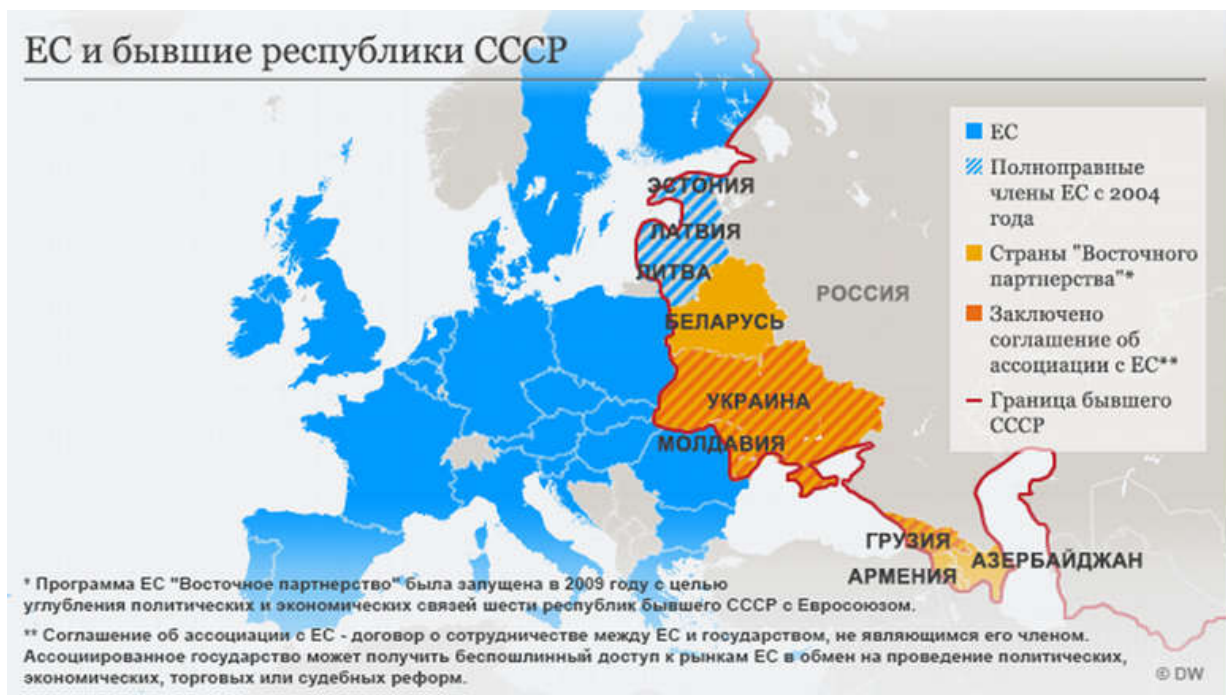 ЕС и бывшие республики СССР
ЕС
Полноправные
члены ЕС с 2004
года
Страны "Восточного
партнерства"*
Заключено
соглашение об
ассоциации с ЕС**
Граница бывшего
СССР
ЭСТОНИЯ
ЛАТВИЯ
ЛИТВА
РОССИЯ
БЕЛАРУСЬ
УКРАИНА
МОЛДАВИЯ
ГРУЗИЯ
АЗЕРБАЙДЖАН
АРМЕНИЯ
* Программа ЕС "Восточное партнерство" была запущена в 2009 году с целью
углубления политических и экономических связей шести республик бывшего СССР с Евросоюзом.
** Соглашение об ассоциации с ЕС - договор о сотрудничестве между ЕС и государством, не являющимся его членом.
Ассоциированное государство может получить беспошлинный доступ к рынкам ЕС в обмен на проведение политических,
экономических, торговых или судебных реформ.
© DW